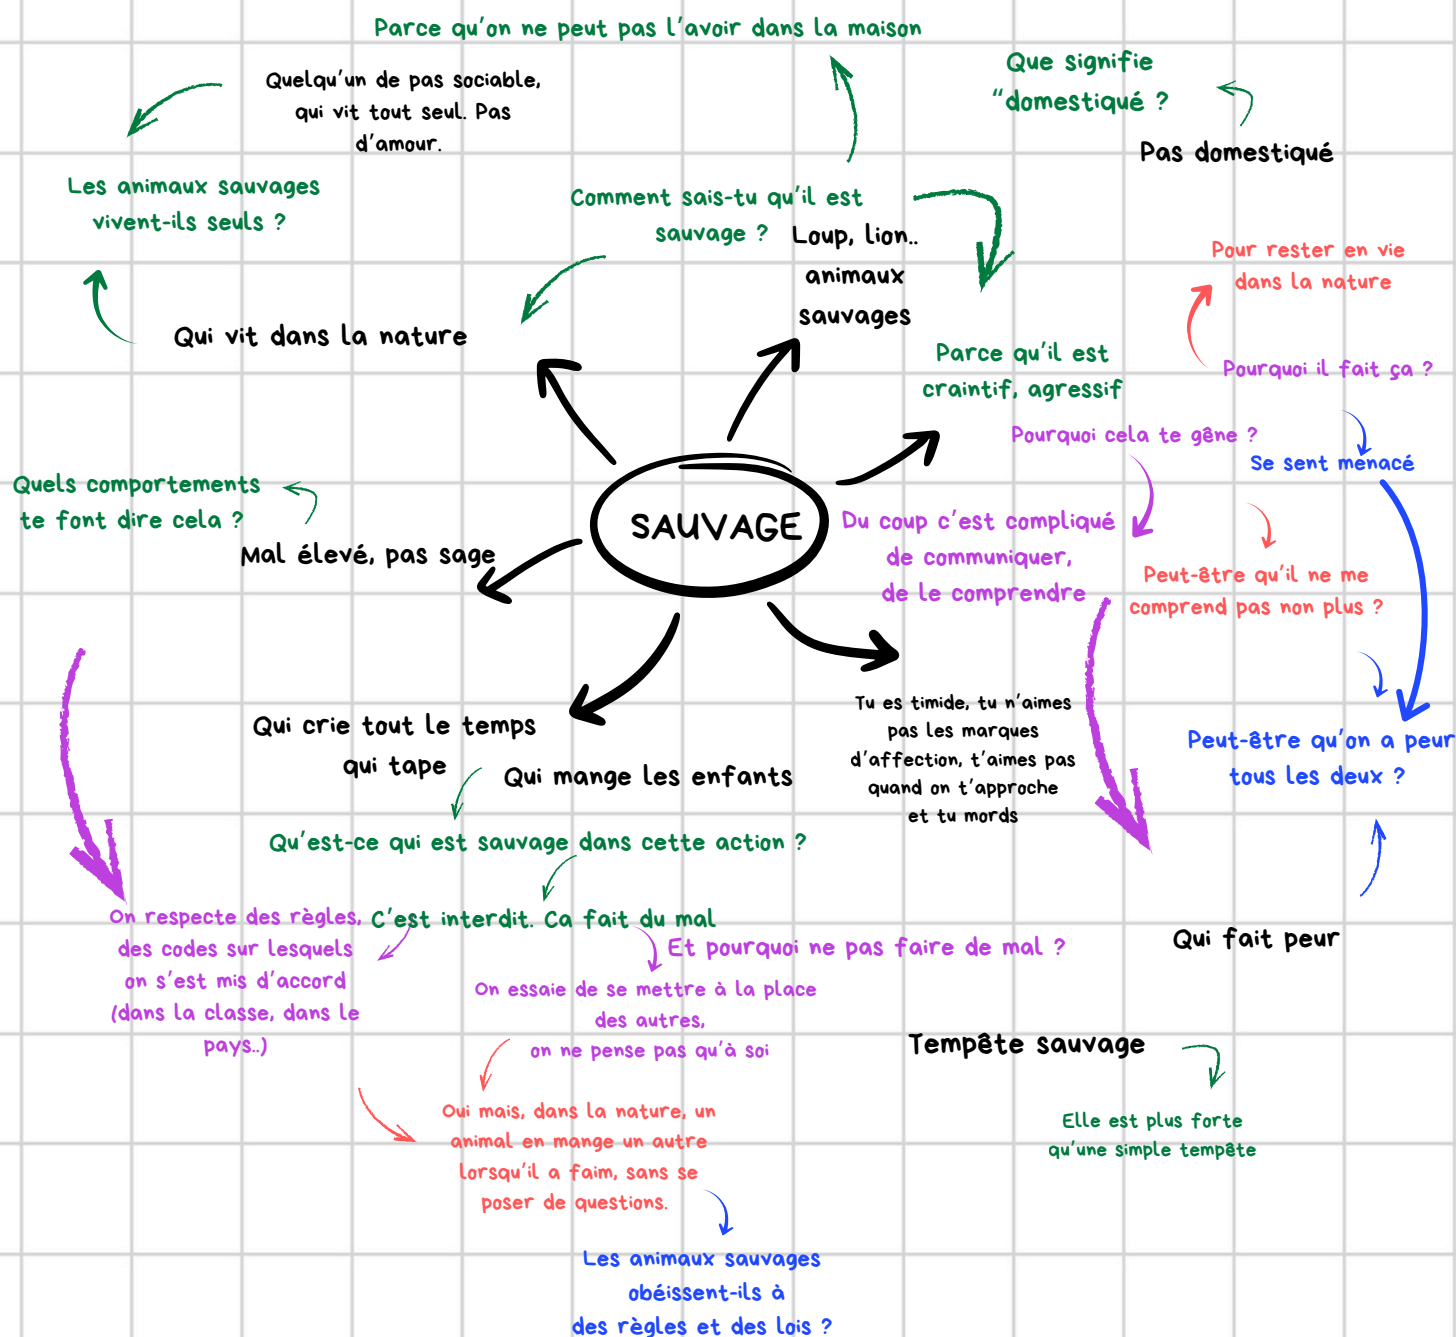 Parce qu'on ne peut pas l'avoir dans la maison
Quelqu'un de pas sociable,
qui vit tout seul. Pas
d'amour.
Que signifie
“domestiqué ?
Pas domestiqué
Les animaux sauvages
vivent-ils seuls ?
Comment sais-tu qu'il est
sauvage ?
Loup, lion..
animaux
sauvages
Pour rester en vie
dans la nature
Qui vit dans la nature
Parce qu'il est
craintif, agressif
Pourquoi il fait ça ?
Pourquoi cela te gêne ?
Se sent menacé
Quels comportements
te font dire cela ?
Mal élevé, pas sage
SAUVAGE
Du coup c'est compliqué
de communiquer,
de le comprendre
Peut-être qu'il ne me
comprend pas non plus ?
Qui crie tout le temps
qui tape
Qui mange les enfants
Tu es timide, tu n'aimes
pas les marques
d'affection, t'aimes pas
quand on t'approche
et tu mords
Peut-être qu'on a peur
tous les deux ?
Qu'est-ce qui est sauvage dans cette action ?
On respecte des règles,
des codes sur lesquels
on s'est mis d'accord
(dans la classe, dans le
pays..)
C'est interdit. Ca fait du mal
Et pourquoi ne pas faire de mal ?
On essaie de se mettre à la place
des autres,
on ne pense pas qu'à soi
Qui fait peur
Tempête sauvage
Elle est plus forte
qu'une simple tempête
Oui mais, dans la nature, un
animal en mange un autre
lorsqu'il a faim, sans se
poser de questions.
Les animaux sauvages
obéissent-ils à
des règles et des lois ?